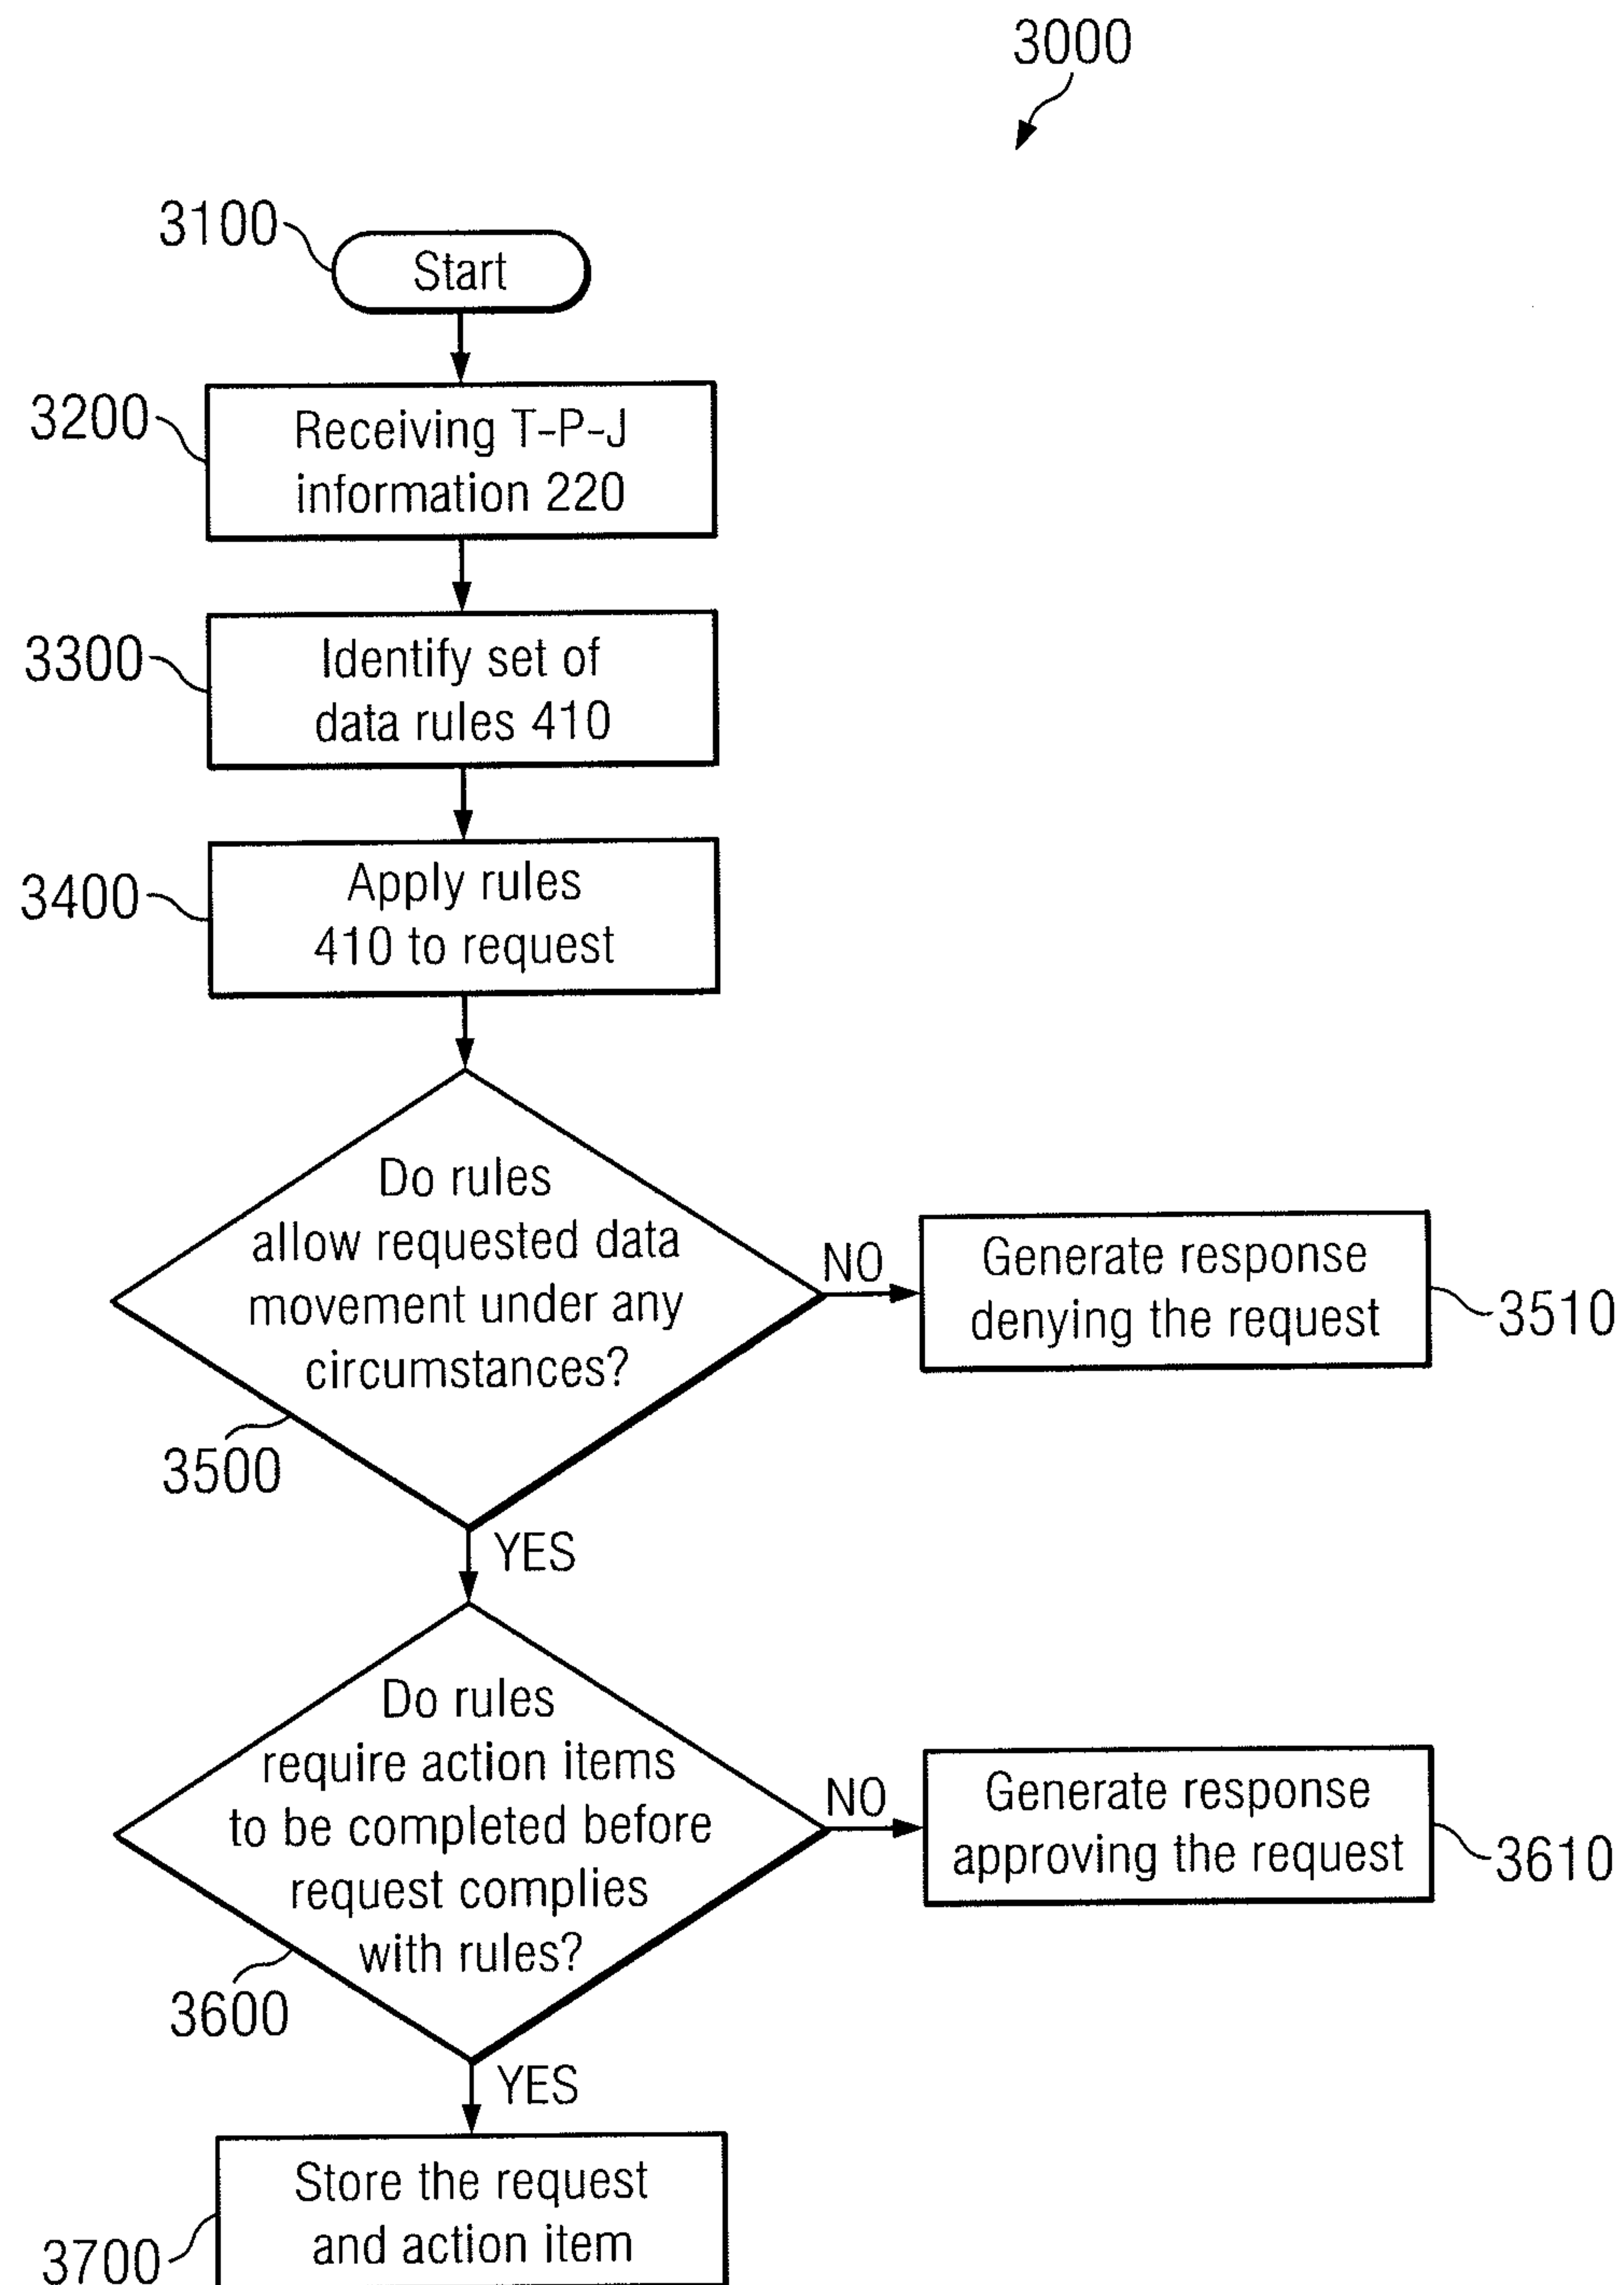 3000
3100
Start
3200
Receiving T-P-J
information 220
3300
Identify set of
data rules 410
3400
Apply rules
410 to request
Do rules
allow requested data
movement under any
circumstances?
3500
NO
Generate response
denying the request
3510
YES
Do rules
require action items
to be completed before
request complies
with rules?
3600
NO
Generate response
approving the request
3610
YES
Store the request
and action item
3700